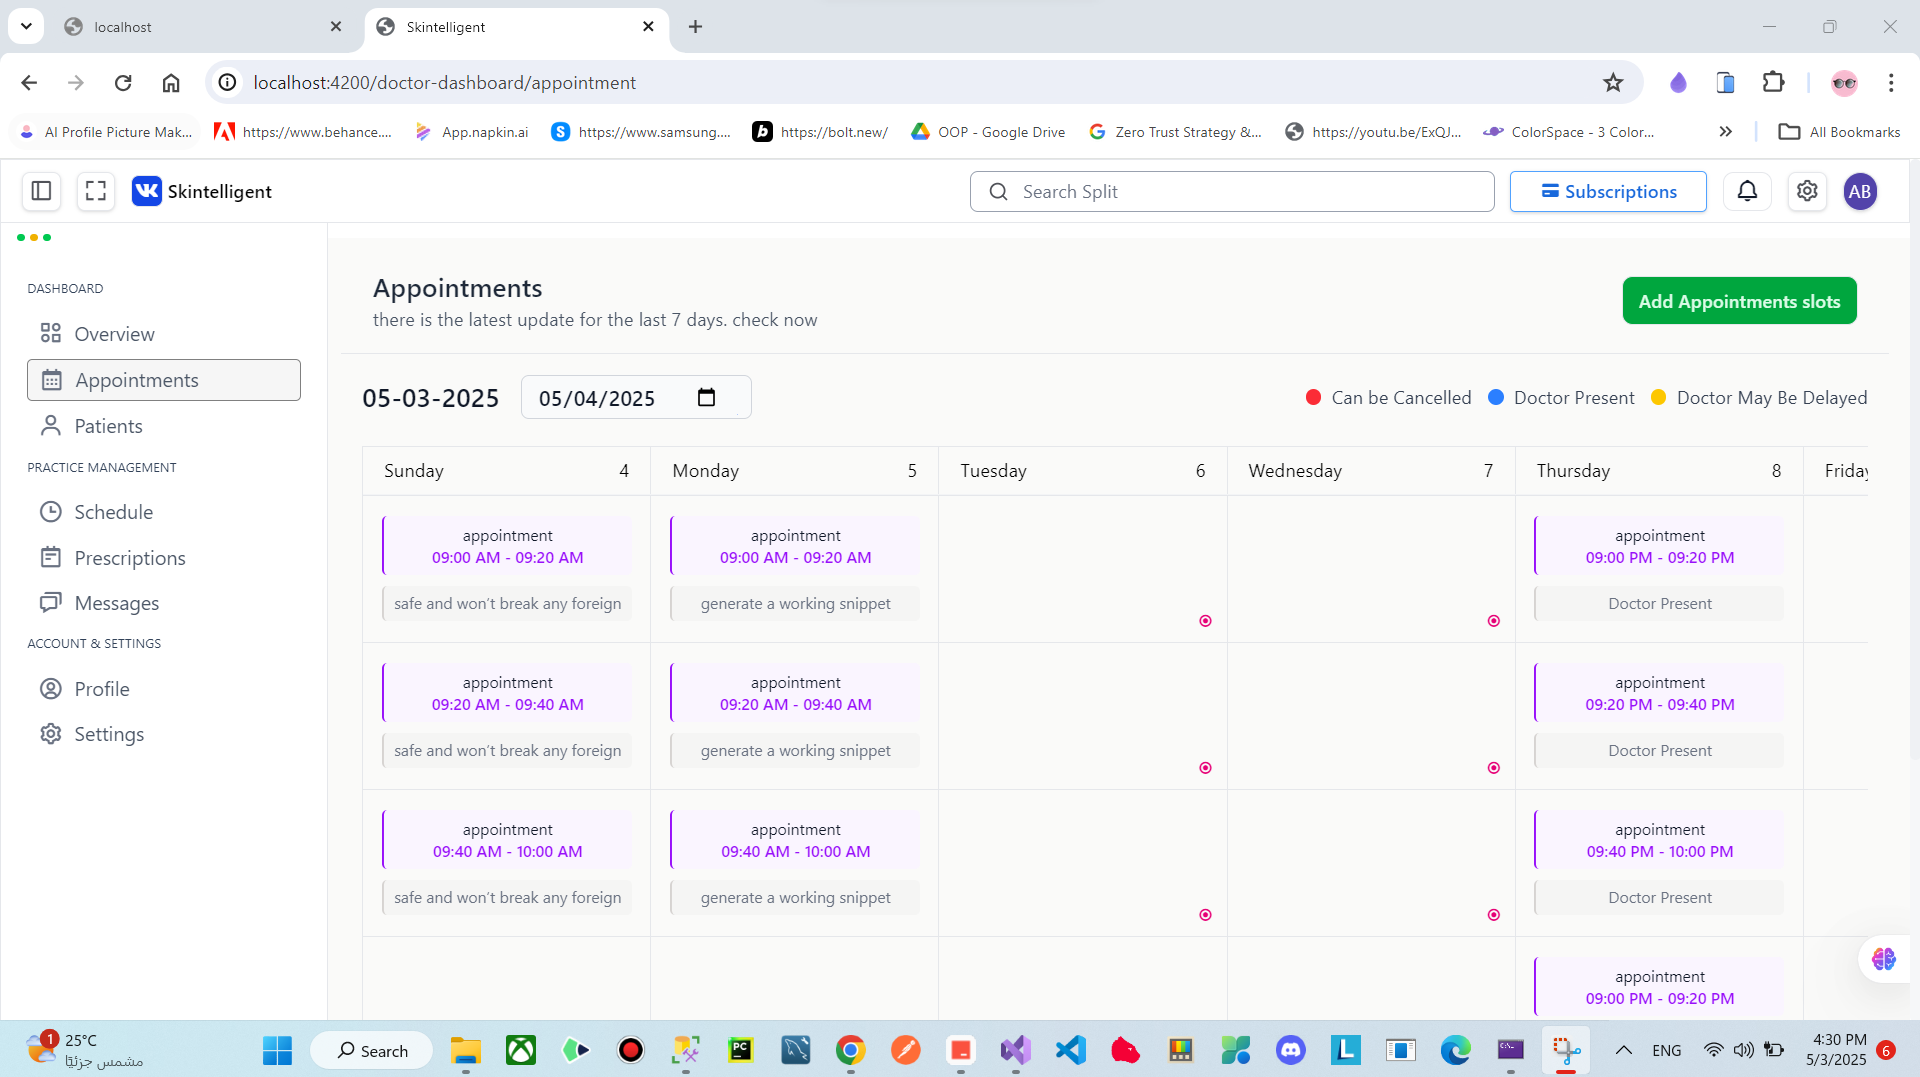 localhost
Skintelligent
localhost:4200/doctor-dashboard/appointment
AI Profile Picture Mak...
https://www.behance....
App.napkin.ai
https://www.samsung....
https://bolt.new/
OOP - Google Drive
Zero Trust Strategy &...
https://youtu.be/ExQJ...
ColorSpace - 3 Color...
All Bookmarks
Skintelligent
Search Split
Subscriptions
AB
DASHBOARD
Overview
Appointments
Patients
PRACTICE MANAGEMENT
Schedule
Prescriptions
Messages
ACCOUNT & SETTINGS
Profile
Settings
Appointments
there is the latest update for the last 7 days. check now
Add Appointments slots
05-03-2025
05/04/2025
Can be Cancelled
Doctor Present
Doctor May Be Delayed
Sunday 4
Monday 5
Tuesday 6
Wednesday 7
Thursday 8
Friday
appointment
09:00 AM - 09:20 AM
safe and won't break any foreign
appointment
09:00 AM - 09:20 AM
generate a working snippet
appointment
09:00 PM - 09:20 PM
Doctor Present
appointment
09:20 AM - 09:40 AM
safe and won't break any foreign
appointment
09:20 AM - 09:40 AM
generate a working snippet
appointment
09:20 PM - 09:40 PM
Doctor Present
appointment
09:40 AM - 10:00 AM
safe and won't break any foreign
appointment
09:40 AM - 10:00 AM
generate a working snippet
appointment
09:40 PM - 10:00 PM
Doctor Present
appointment
09:00 PM - 09:20 PM
1
25°C
مشمس جزئيًا
Search
PC
L
ENG
4:30 PM
5/3/2025
6